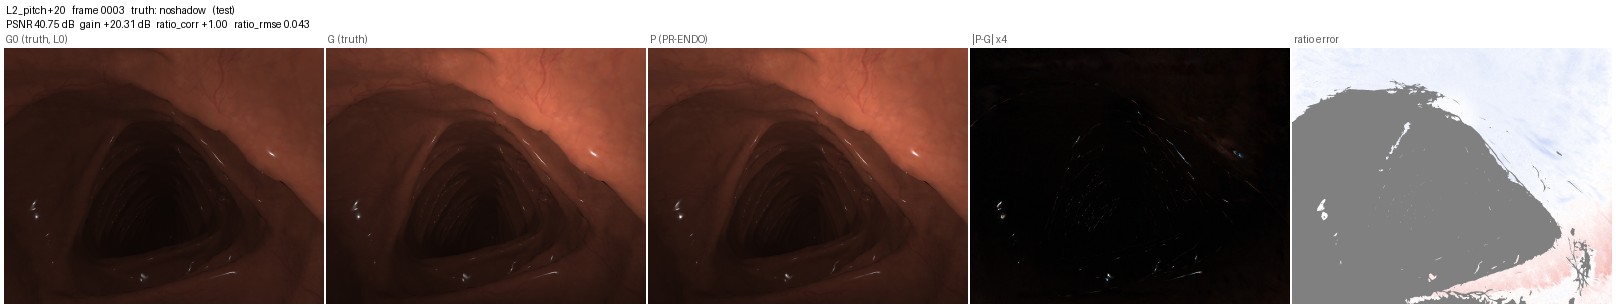 L2_pitch+20 frame 0003 truth: noshadow (test)
PSNR 40.75 dB gain +20.31 dB ratio_corr +1.00 ratio_rmse 0.043
G0 (truth, L0) G (truth) P (PR-ENDO) |P-G| x4 ratio error